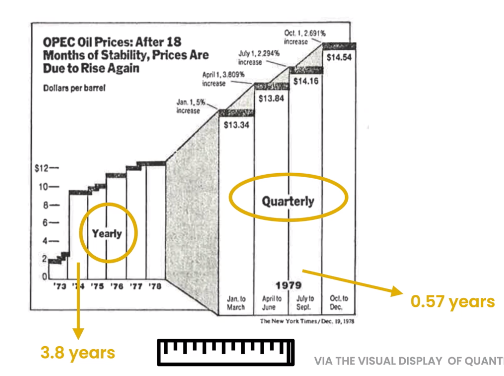 OPEC Oil Prices: After 18
Months of Stability, Prices Are
Due to Rise Again
Dollars per barrel
Oct. 1, 2.691%
increase
July 1, 2.294%
increase
April 1, 3.809%
increase
Jan. 1, 5%
increase
$14.54
$14.16
$13.84
$13.34
$12
10
8
6
4
2
0
Yearly
Quarterly
'73 '74 '75 '76 '77 '78
1979
Jan. to
March
April to
June
July to
Sept.
Oct. to
Dec.
The New York Times / Dec. 19, 1978
0.57 years
3.8 years
VIA THE VISUAL DISPLAY OF QUANT